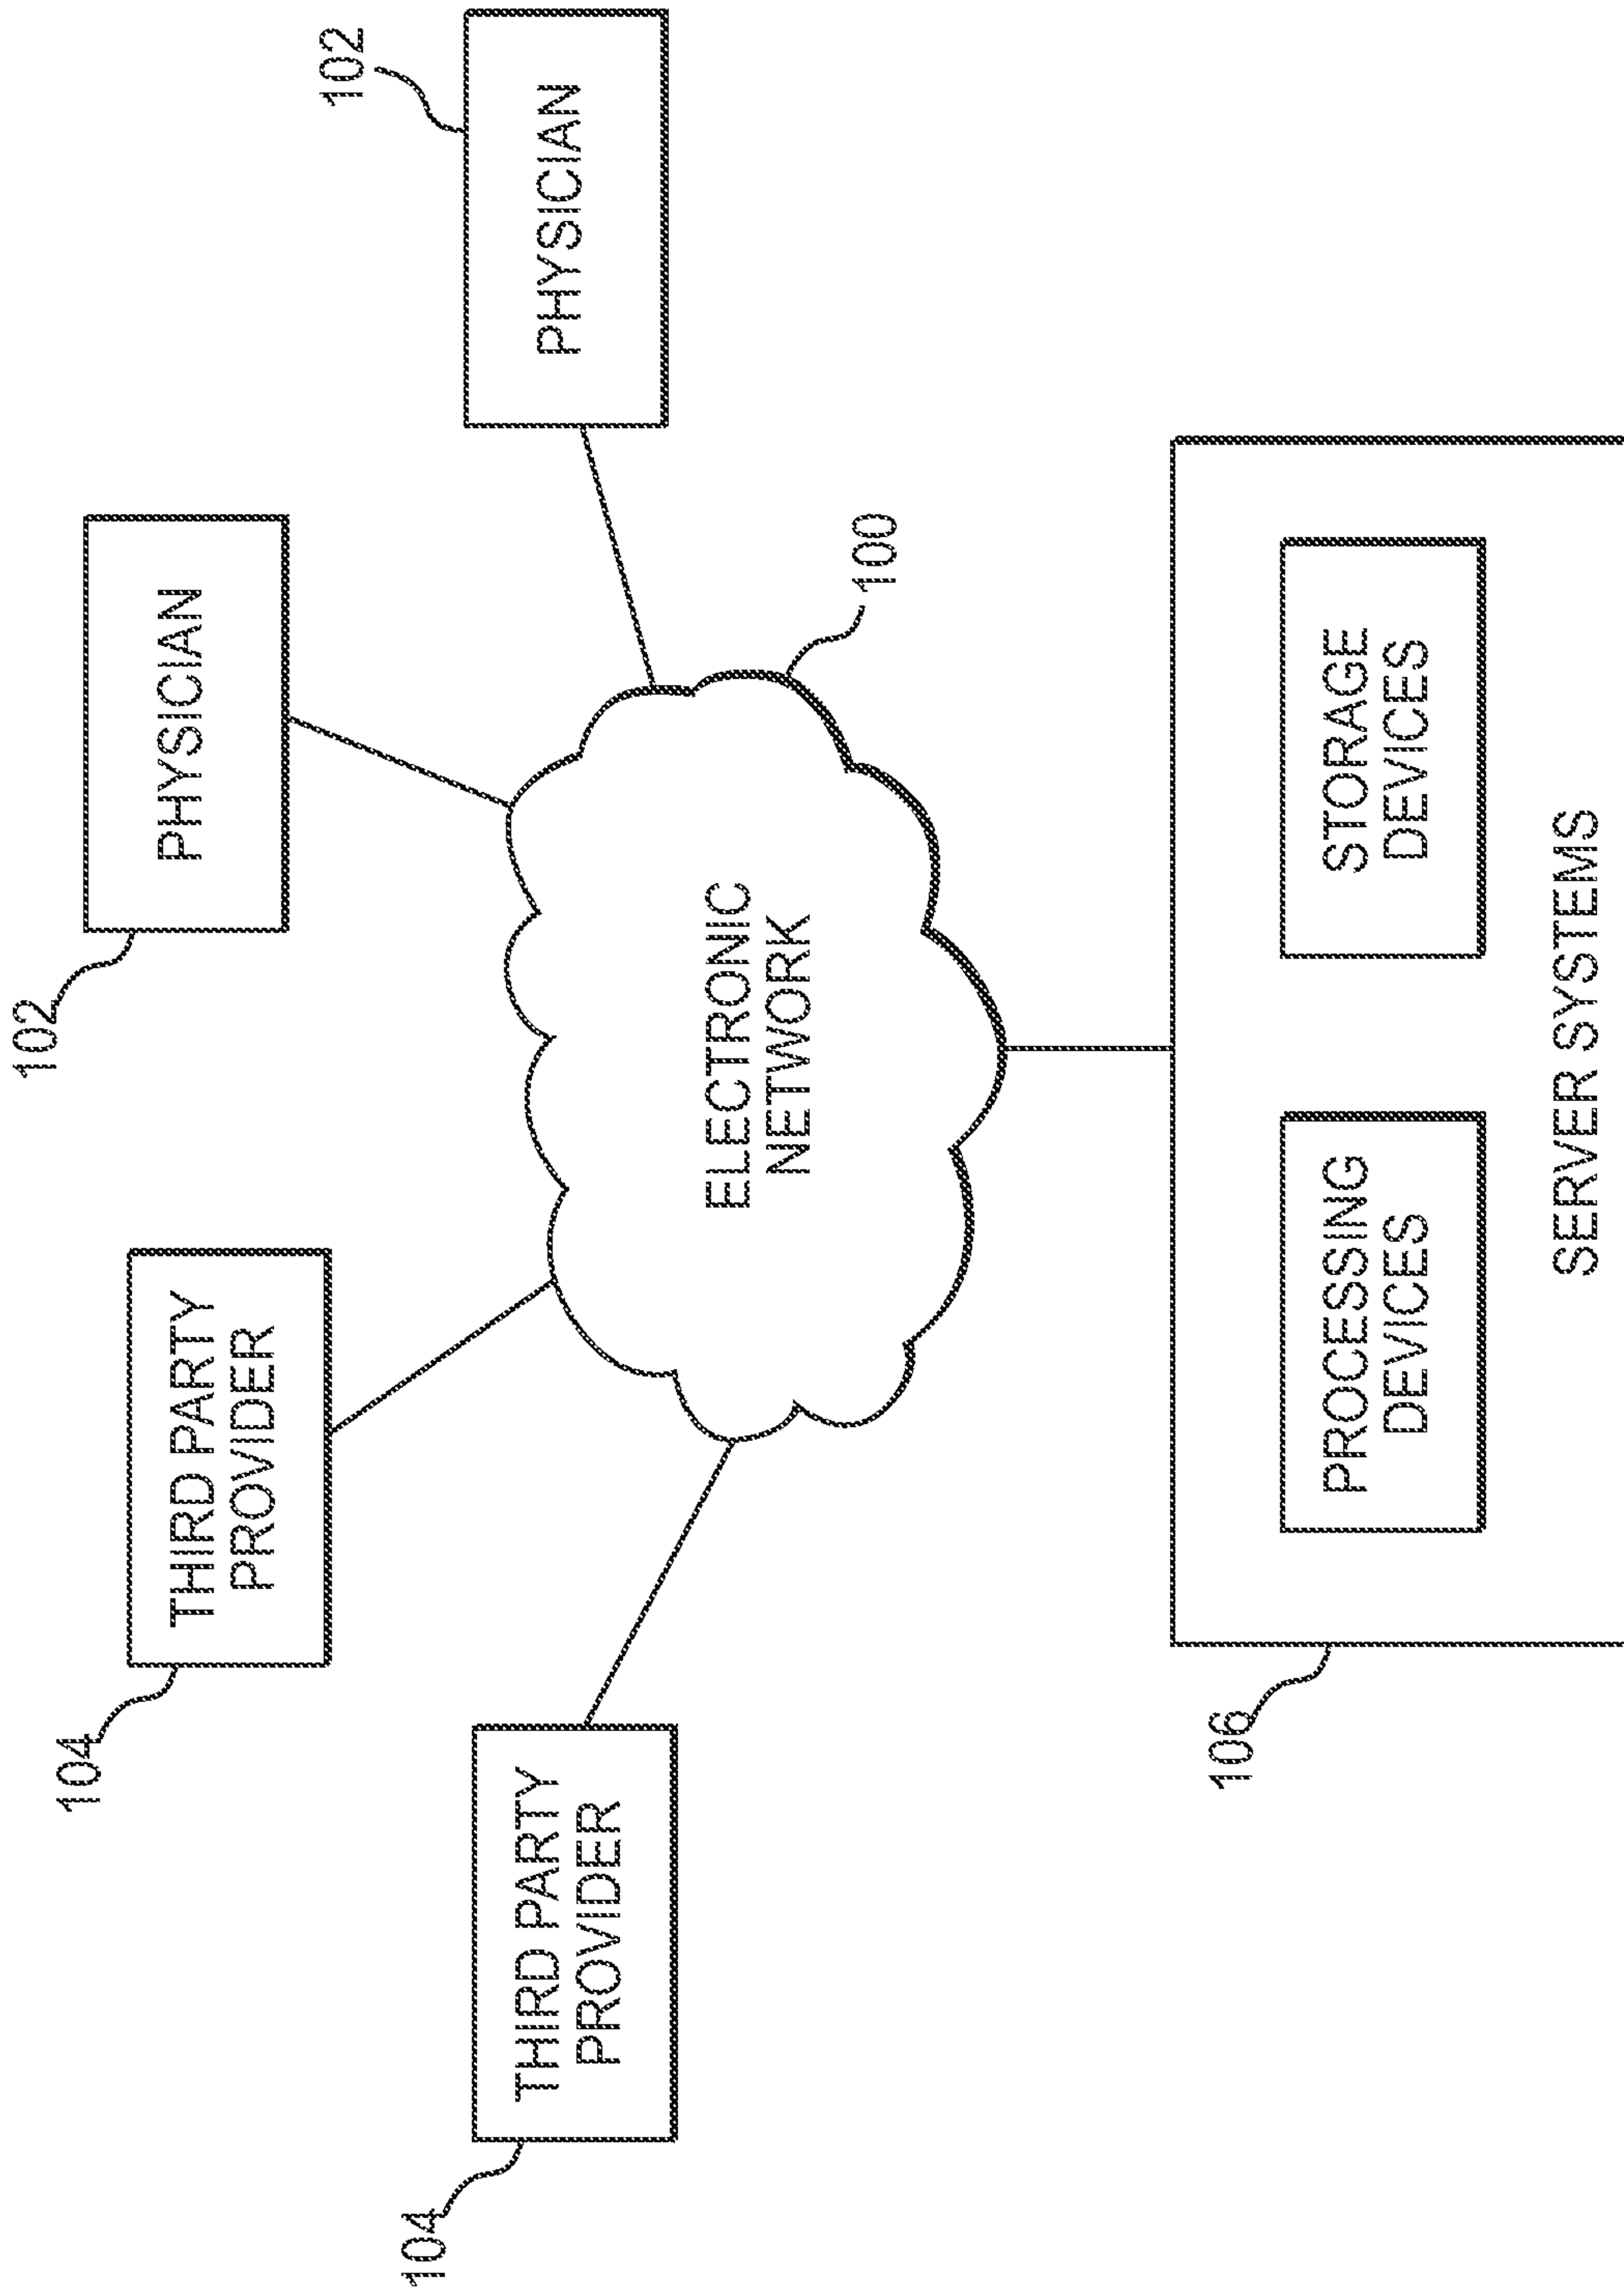 102
104
THIRD PARTY
PROVIDER
PHYSICIAN
102
104
THIRD PARTY
PROVIDER
PHYSICIAN
ELECTRONIC
NETWORK
100
106
PROCESSING
DEVICES
STORAGE
DEVICES
SERVER SYSTEMS